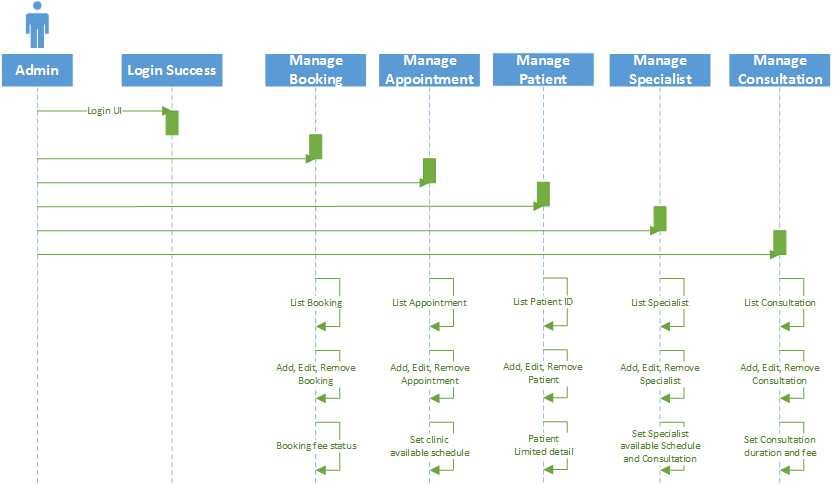 Admin
Login Success
Manage
Booking
Manage
Appointment
Manage
Patient
Manage
Specialist
Manage
Consultation
Login UI
List Booking
List Appointment
List Patient ID
List Specialist
List Consultation
Add, Edit, Remove
Booking
Add, Edit, Remove
Appointment
Add, Edit, Remove
Patient
Add, Edit, Remove
Specialist
Add, Edit, Remove
Consultation
Booking fee status
Set clinic
available schedule
Patient
Limited detail
Set Specialist
available Schedule
and Consultation
Set Consultation
duration and fee